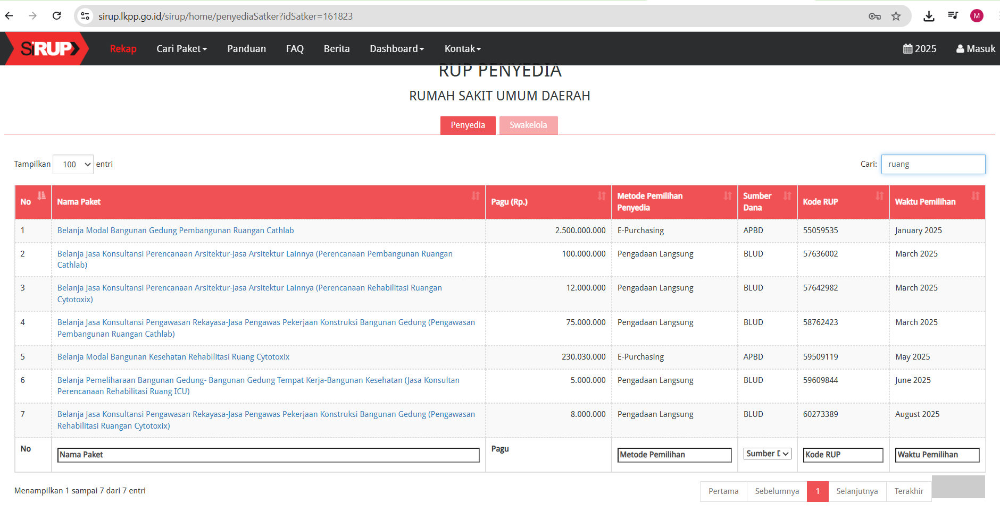 sirup.lkpp.go.id/sirup/home/penyediaSatker?idSatker=161823
M
SiRUP
Rekap
Cari Paket
Panduan
FAQ
Berita
Dashboard
Kontak
2025
Masuk
RUP PENYEDIA
RUMAH SAKIT UMUM DAERAH
Penyedia
Swakelola
Tampilkan 100 entri
Cari: ruang
No
Nama Paket
Pagu (Rp.)
Metode Pemilihan
Penyedia
Sumber
Dana
Kode RUP
Waktu Pemilihan
1 Belanja Modal Bangunan Gedung Pembangunan Ruangan Cathlab 2.500.000.000 E-Purchasing APBD 55059535 January 2025
2 Belanja Jasa Konsultansi Perencanaan Arsitektur-Jasa Arsitektur Lainnya (Perencanaan Pembangunan Ruangan 100.000.000 Pengadaan Langsung BLUD 57636002 March 2025
Cathlab)
3 Belanja Jasa Konsultansi Perencanaan Arsitektur-Jasa Arsitektur Lainnya (Perencanaan Rehabilitasi Ruangan 12.000.000 Pengadaan Langsung BLUD 57642982 March 2025
Cytotoxix)
4 Belanja Jasa Konsultansi Pengawasan Rekayasa-Jasa Pengawas Pekerjaan Konstruksi Bangunan Gedung (Pengawasan 75.000.000 Pengadaan Langsung BLUD 58762423 March 2025
Pembangunan Ruangan Cathlab)
5 Belanja Modal Bangunan Kesehatan Rehabilitasi Ruang Cytotoxix 230.030.000 E-Purchasing APBD 59509119 May 2025
6 Belanja Pemeliharaan Bangunan Gedung- Bangunan Gedung Tempat Kerja-Bangunan Kesehatan (Jasa Konsultan 5.000.000 Pengadaan Langsung BLUD 59609844 June 2025
Perencanaan Rehabilitasi Ruang ICU)
7 Belanja Jasa Konsultansi Pengawasan Rekayasa-Jasa Pengawas Pekerjaan Konstruksi Bangunan Gedung (Pengawasan 8.000.000 Pengadaan Langsung BLUD 60273389 August 2025
Rehabilitasi Ruangan Cytotoxix)
No
Nama Paket
Pagu
Metode Pemilihan
Sumber D
Kode RUP
Waktu Pemilihan
Menampilkan 1 sampai 7 dari 7 entri
Pertama
Sebelumnya
1
Selanjutnya
Terakhir